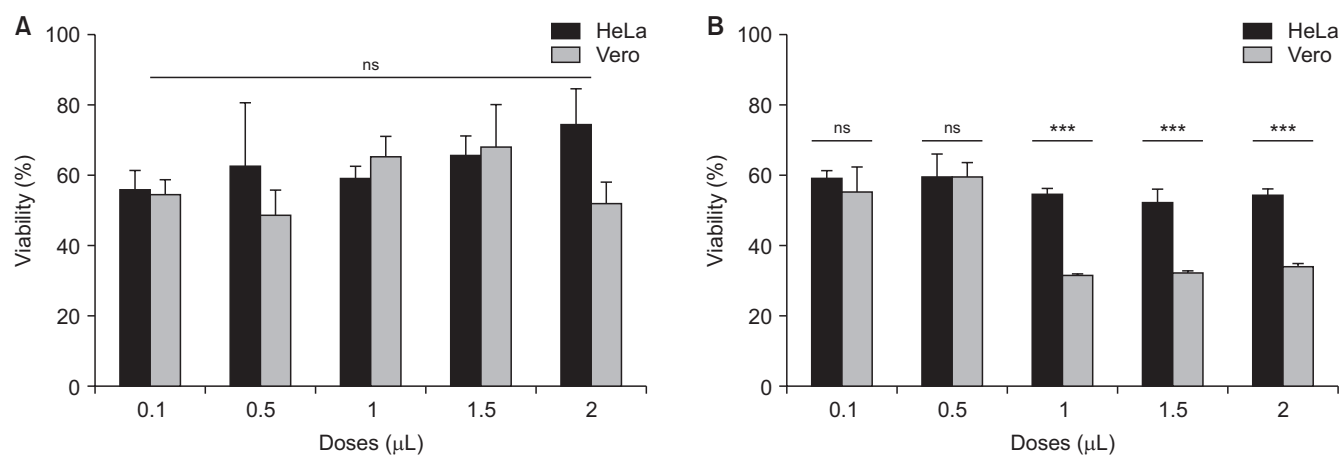 A
HeLa
Vero
ns
100
80
60
40
20
0
Viability (%)
0.1 0.5 1 1.5 2
Doses (μL)
B
HeLa
Vero
ns ns *** *** ***
100
80
60
40
20
0
Viability (%)
0.1 0.5 1 1.5 2
Doses (μL)